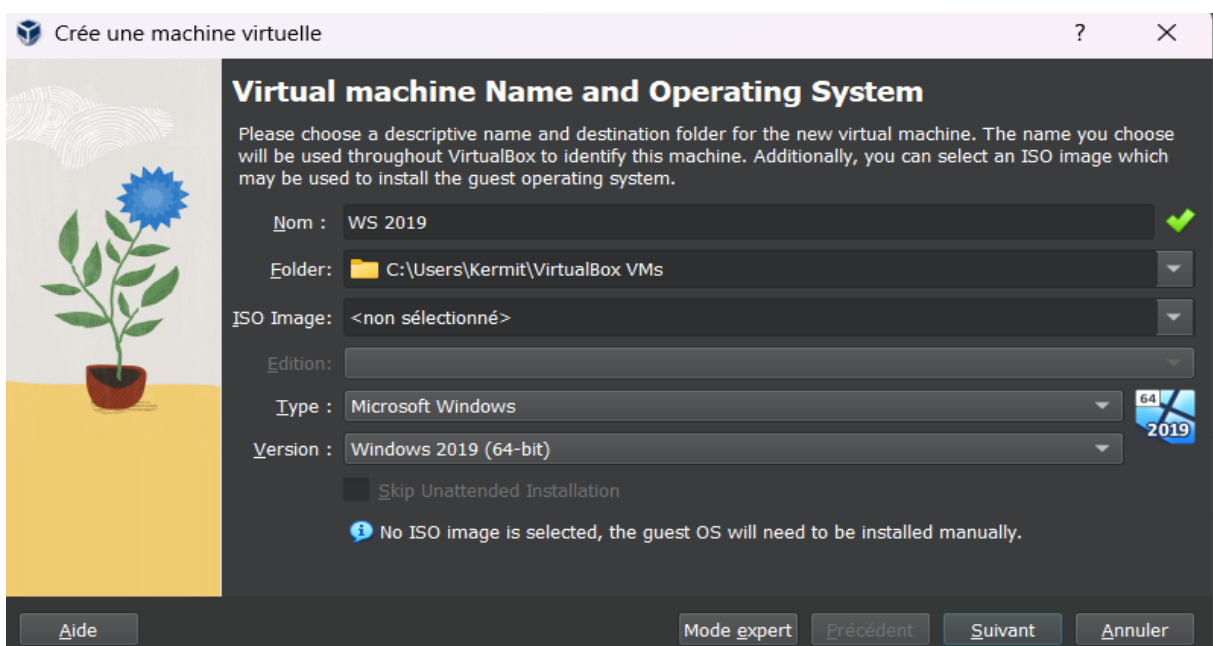 Crée une machine virtuelle
?
Virtual machine Name and Operating System
Please choose a descriptive name and destination folder for the new virtual machine. The name you choose
will be used throughout VirtualBox to identify this machine. Additionally, you can select an ISO image which
may be used to install the guest operating system.
Nom : WS 2019
Folder: C:\Users\Kermit\VirtualBox VMs
ISO Image: <non sélectionné>
Edition:
Type : Microsoft Windows
64
2019
Version : Windows 2019 (64-bit)
Skip Unattended Installation
No ISO image is selected, the guest OS will need to be installed manually.
Aide Mode expert Précédent Suivant Annuler